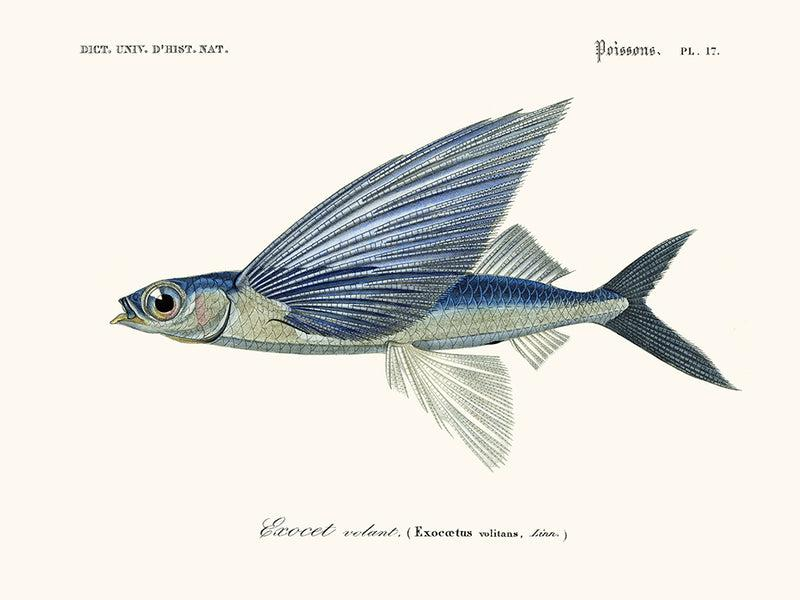 DICT. UNIV. D'HIST. NAT.
Poissons. PL. 17.
Exocet volant. (Exocœtus volitans, Linn.)